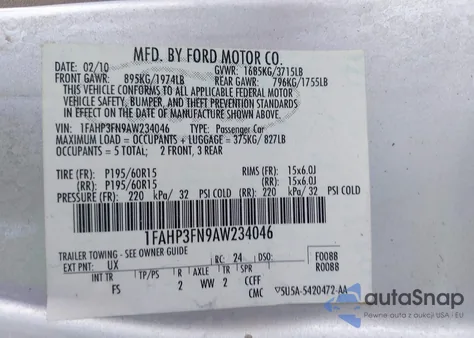 MFD. BY FORD MOTOR CO.
DATE: 02/10 GVWR: 1685KG/3715LB
FRONT GAWR: 895KG/1974LB REAR GAWR: 796KG/1755LB
THIS VEHICLE CONFORMS TO ALL APPLICABLE FEDERAL MOTOR
VEHICLE SAFETY, BUMPER, AND THEFT PREVENTION STANDARDS
IN EFFECT ON THE DATE OF MANUFACTURE SHOWN ABOVE.
VIN: 1FAHP3FN9AW234046 TYPE: Passenger Car
MAXIMUM LOAD = OCCUPANTS + LUGGAGE = 375KG/ 827LB
OCCUPANTS = 5 TOTAL; 2 FRONT, 3 REAR
TIRE (FR): P195/60R15 RIMS (FR): 15x6.0J
(RR): P195/60R15 (RR): 15x6.0J
PRESSURE (FR): 220 kPa/ 32 PSI COLD (RR): 220 kPa/ 32 PSI COLD
1FAHP3FN9AW234046
TRAILER TOWING - SEE OWNER GUIDE F0088
EXT PNT: UX RC: 24 DSO: R0088
INT TR TP/PS R AXLE TR SPR
FS 2 WW 2 CCFF
CMC ▽5U5A-5420472-AA
autaSnap
Pewne auta z dostawą z USA i EU